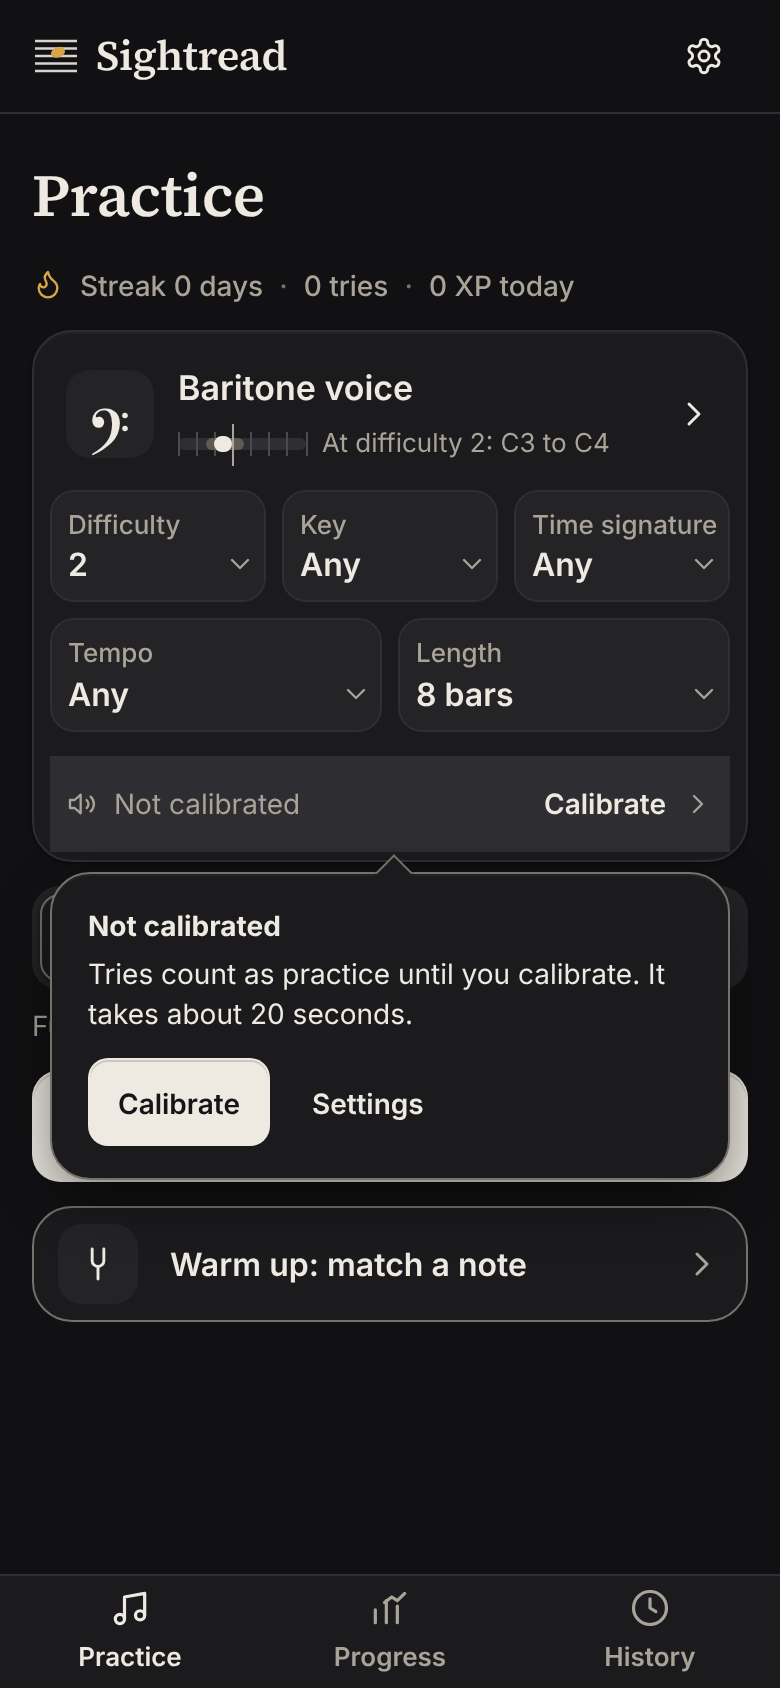 Sightread
Practice
Streak 0 days · 0 tries · 0 XP today
Baritone voice
At difficulty 2: C3 to C4
Difficulty
2
Key
Any
Time signature
Any
Tempo
Any
Length
8 bars
Not calibrated
Calibrate
Not calibrated
Tries count as practice until you calibrate. It
takes about 20 seconds.
Calibrate
Settings
Warm up: match a note
Practice
Progress
History